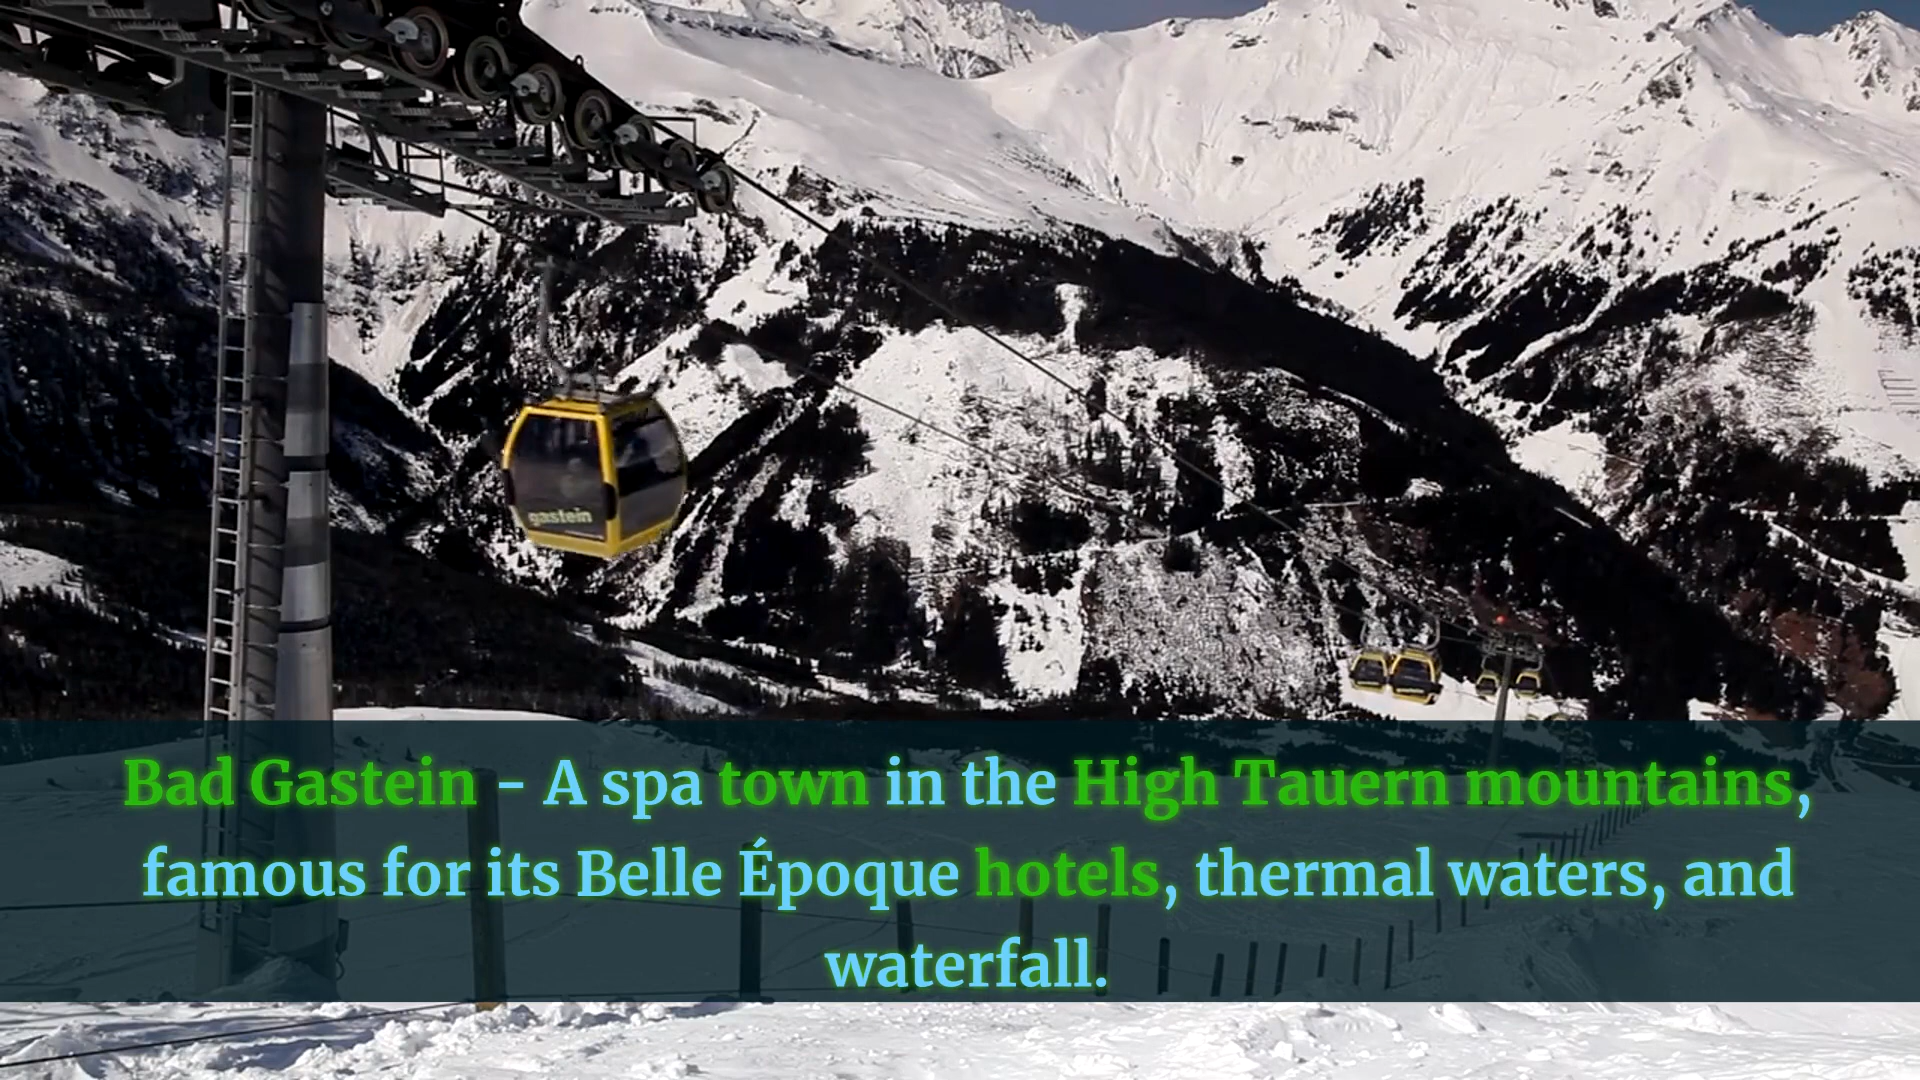 gastein
Bad Gastein - A spa town in the High Tauern mountains,
famous for its Belle Époque hotels, thermal waters, and
waterfall.